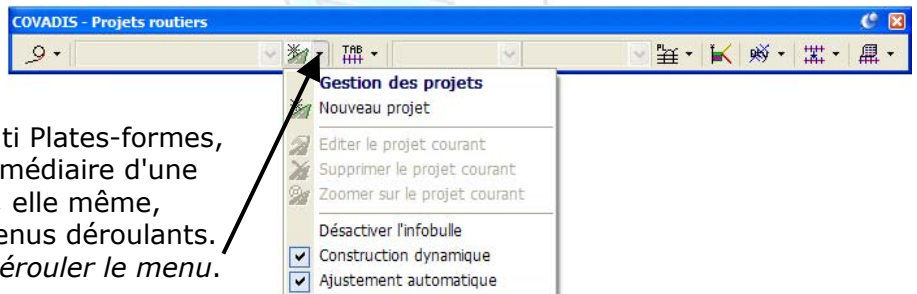 COVADIS - Projets routiers
TAB
Gestion des projets
Nouveau projet
Editer le projet courant
Supprimer le projet courant
Zoomer sur le projet courant
Désactiver l'infobulle
Construction dynamique
Ajustement automatique
ti Plates-formes,
médiaire d'une
elle même,
enus déroulants.
érouler le menu.